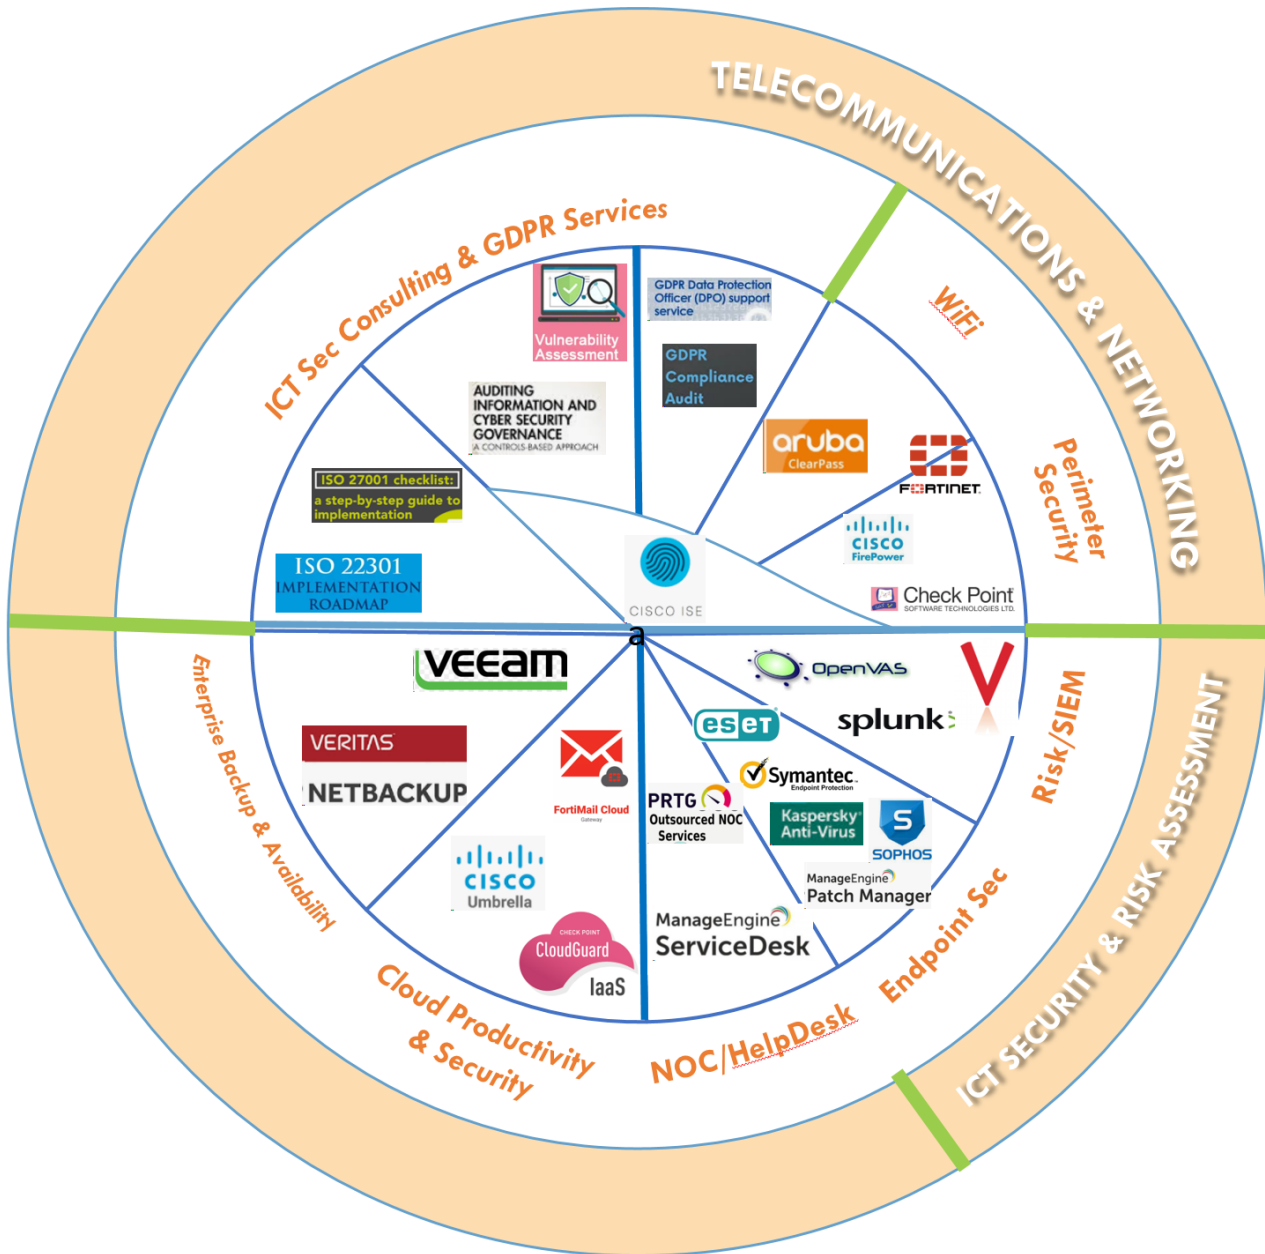 TELECOMMUNICATIONS & NETWORKING
ICT Sec Consulting & GDPR Services
WiFi
Perimeter
Security
Vulnerability
Assessment
GDPR Data Protection
Officer (DPO) support
service
GDPR
Compliance
Audit
AUDITING
INFORMATION AND
CYBER SECURITY
GOVERNANCE
A CONTROLS-BASED APPROACH
aruba
ClearPass
FORTINET
ISO 27001 checklist:
a step-by-step guide to
implementation
CISCO
FirePower
ISO 22301
IMPLEMENTATION
ROADMAP
CISCO ISE
Check Point
SOFTWARE TECHNOLOGIES LTD.
a
veeam
OpenVAS
V
eseT
splunk
Risk/SIEM
ICT SECURITY & RISK ASSESSMENT
Enterprise Backup & Availability
VERITAS
NETBACKUP
FortiMail Cloud
Gateway
PRTG
Outsourced NOC
Services
Symantec
Endpoint Protection
Kaspersky
Anti-Virus
S
SOPHOS
CISCO
Umbrella
ManageEngine
Patch Manager
CHECK POINT
CloudGuard
IaaS
ManageEngine
ServiceDesk
Endpoint Sec
Cloud Productivity
& Security
NOC/HelpDesk